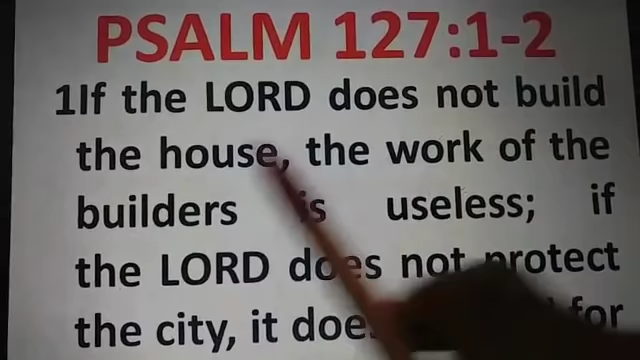 PSALM 127:1-2
1If the LORD does not build
the house, the work of the
builders is useless; if
the LORD does not protect
the city, it does for